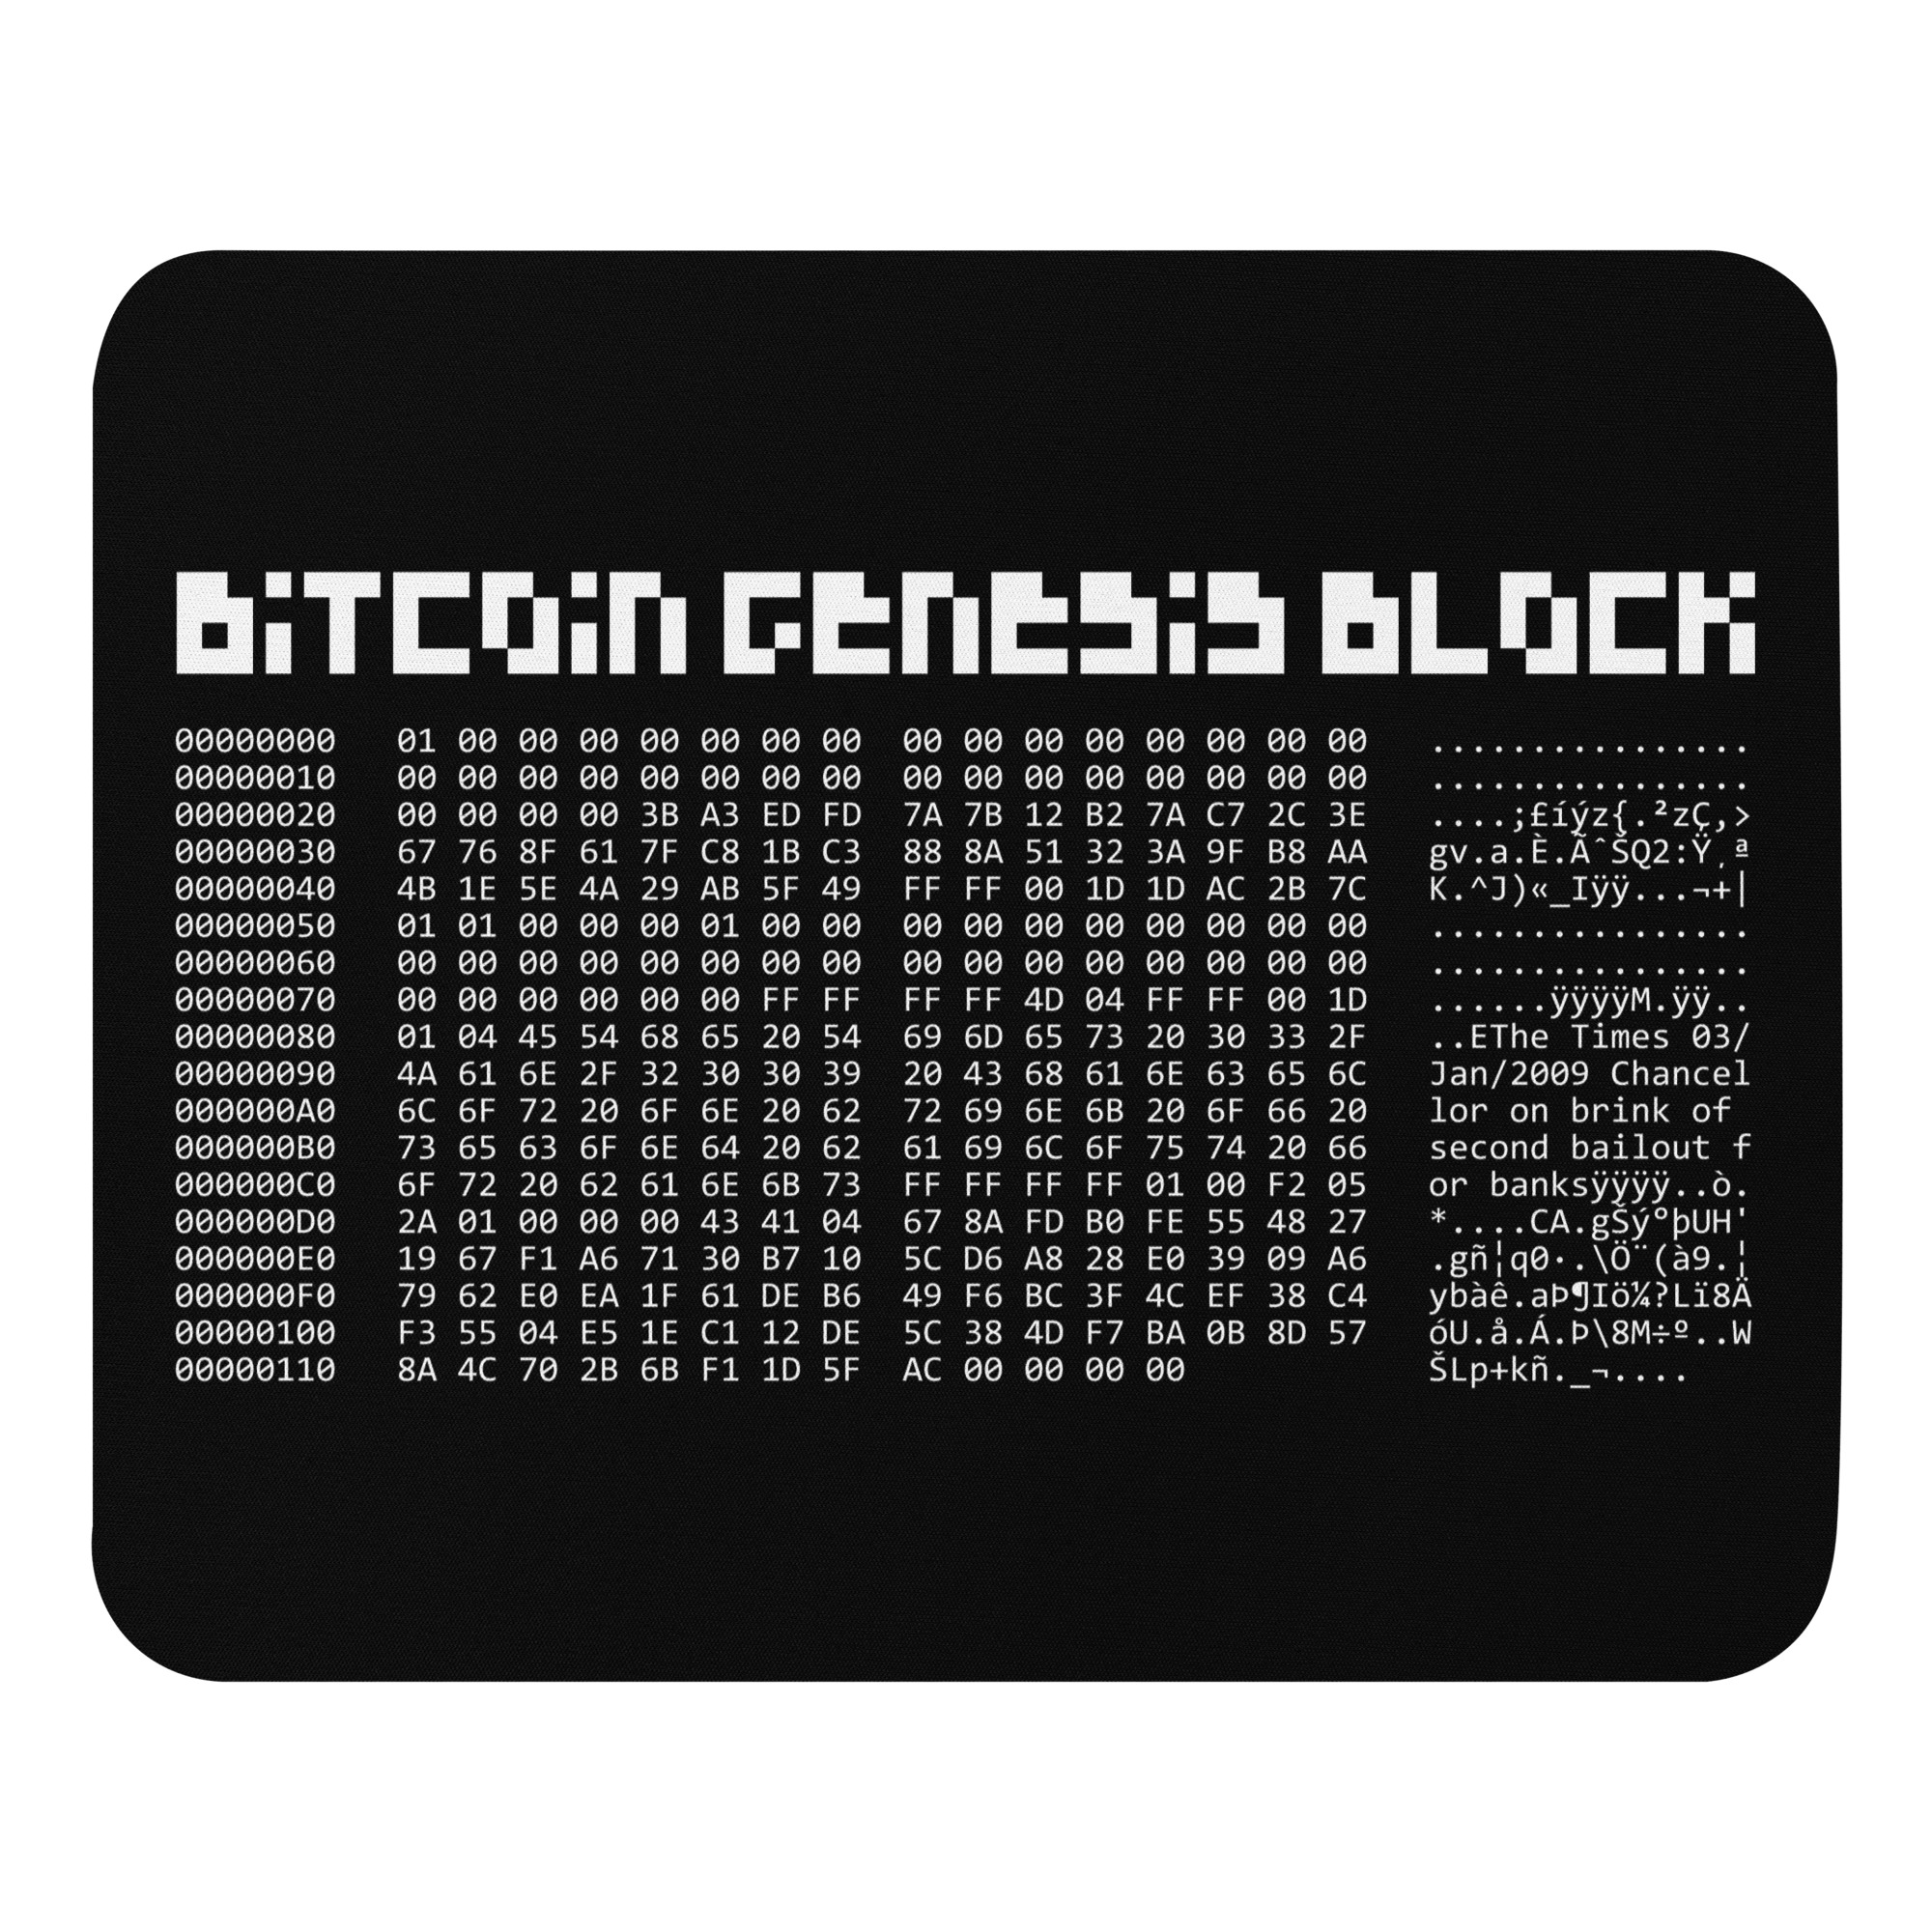 BiTCOiN GENESiS BLOCK
00000000 01 00 00 00 00 00 00 00 00 00 00 00 00 00 00 00 ................
00000010 00 00 00 00 00 00 00 00 00 00 00 00 00 00 00 00 ................
00000020 00 00 00 00 3B A3 ED FD 7A 7B 12 B2 7A C7 2C 3E ....;£íýz{.²zÇ,>
00000030 67 76 8F 61 7F C8 1B C3 88 8A 51 32 3A 9F B8 AA gv.a.È.ÃˆŠQ2:Ÿ¸ª
00000040 4B 1E 5E 4A 29 AB 5F 49 FF FF 00 1D 1D AC 2B 7C K.^J)«_Iÿÿ...¬+|
00000050 01 01 00 00 00 01 00 00 00 00 00 00 00 00 00 00 ................
00000060 00 00 00 00 00 00 00 00 00 00 00 00 00 00 00 00 ................
00000070 00 00 00 00 00 00 FF FF FF FF 4D 04 FF FF 00 1D ......ÿÿÿÿM.ÿÿ..
00000080 01 04 45 54 68 65 20 54 69 6D 65 73 20 30 33 2F ..EThe Times 03/
00000090 4A 61 6E 2F 32 30 30 39 20 43 68 61 6E 63 65 6C Jan/2009 Chancel
000000A0 6C 6F 72 20 6F 6E 20 62 72 69 6E 6B 20 6F 66 20 lor on brink of
000000B0 73 65 63 6F 6E 64 20 62 61 69 6C 6F 75 74 20 66 second bailout f
000000C0 6F 72 20 62 61 6E 6B 73 FF FF FF FF 01 00 F2 05 or banksÿÿÿÿ..ò.
000000D0 2A 01 00 00 00 43 41 04 67 8A FD B0 FE 55 48 27 *....CA.gŠý°þUH'
000000E0 19 67 F1 A6 71 30 B7 10 5C D6 A8 28 E0 39 09 A6 .gñ¦q0·.\Ö¨(à9.¦
000000F0 79 62 E0 EA 1F 61 DE B6 49 F6 BC 3F 4C EF 38 C4 ybàê.aÞ¶Iö¼?Lï8Ä
00000100 F3 55 04 E5 1E C1 12 DE 5C 38 4D F7 BA 0B 8D 57 óU.å.Á.Þ\8M÷º..W
00000110 8A 4C 70 2B 6B F1 1D 5F AC 00 00 00 00 ŠLp+kñ._¬....